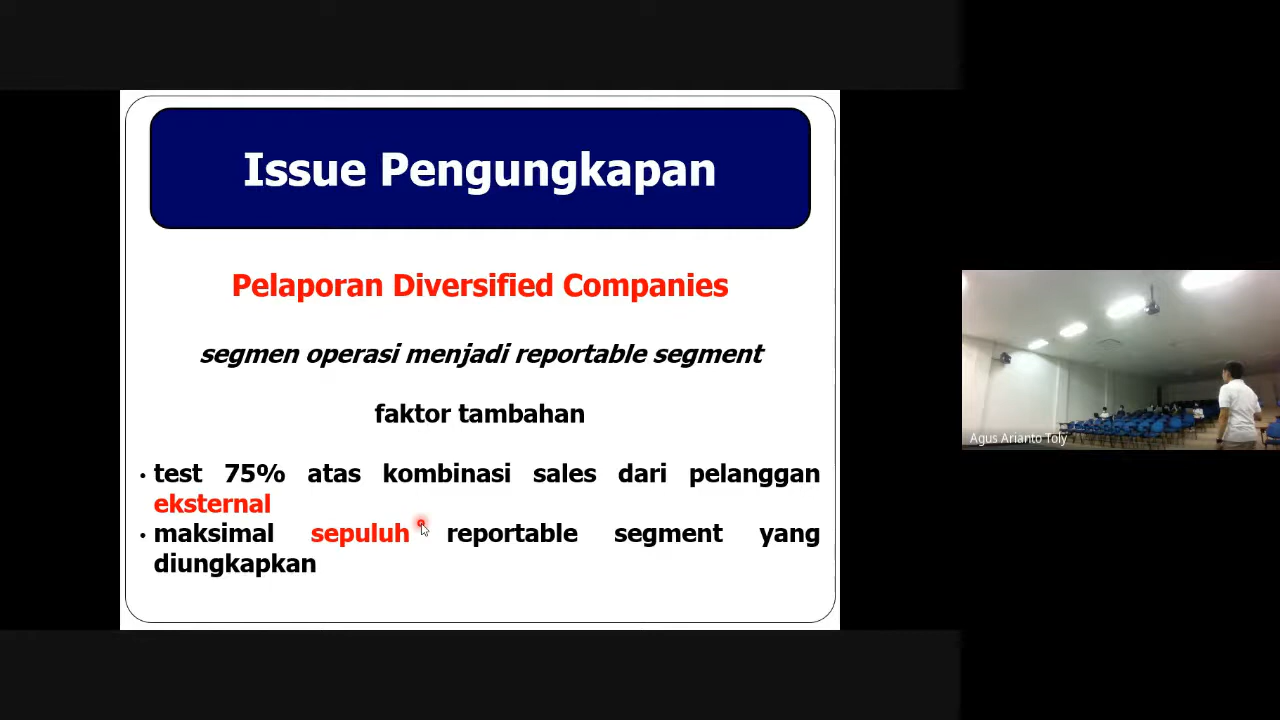 Issue Pengungkapan
Pelaporan Diversified Companies
segmen operasi menjadi reportable segment
faktor tambahan
• test 75% atas kombinasi sales dari pelanggan
eksternal
• maksimal sepuluh reportable segment yang
diungkapkan
Agus Arianto Toly